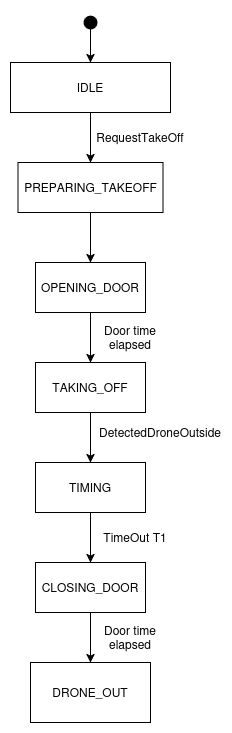 IDLE
RequestTakeOff
PREPARING_TAKEOFF
OPENING_DOOR
Door time
elapsed
TAKING_OFF
DetectedDroneOutside
TIMING
TimeOut T1
CLOSING_DOOR
Door time
elapsed
DRONE_OUT